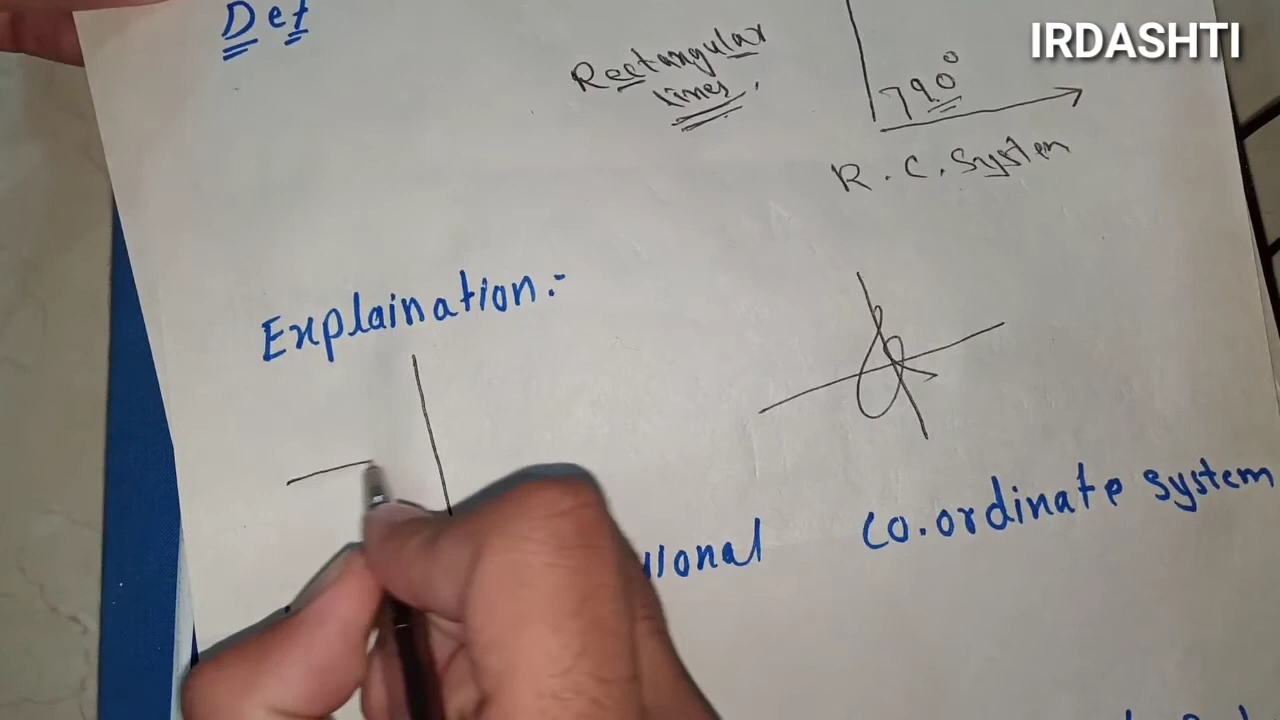 Def
IRDASHTI
Rectangular
lines.
90°
R.C. System
Explaination:-
Co.ordinate system